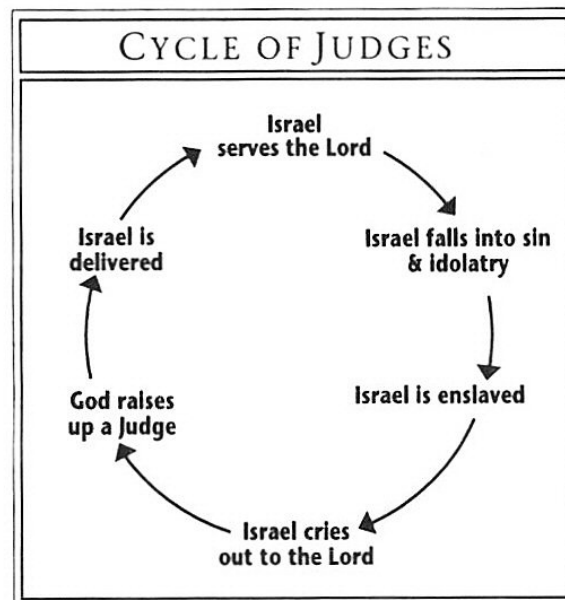 CYCLE OF JUDGES
Israel
serves the Lord
Israel falls into sin
& idolatry
Israel is enslaved
Israel cries
out to the Lord
God raises
up a Judge
Israel is
delivered